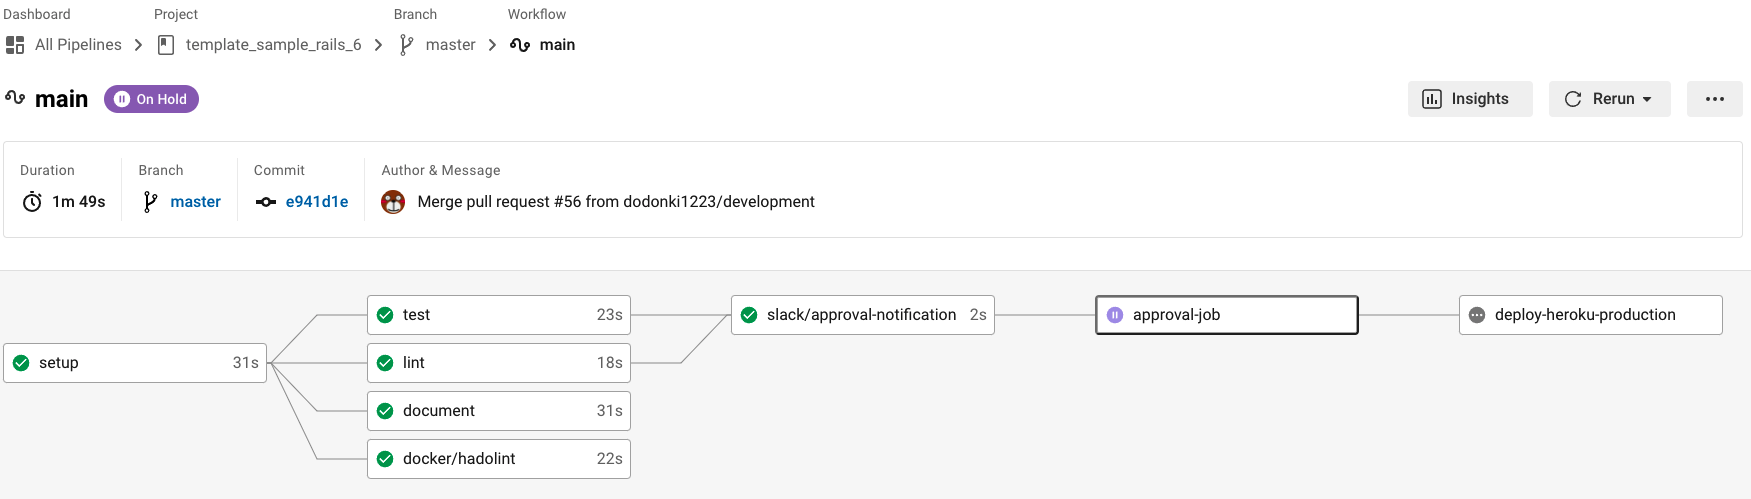 Dashboard Project Branch Workflow
All Pipelines template_sample_rails_6 master main
main On Hold Insights Rerun
Duration Branch Commit Author & Message
1m 49s master e941d1e Merge pull request #56 from dodonki1223/development
test 23s slack/approval-notification 2s approval-job deploy-heroku-production
setup 31s lint 18s
document 31s
docker/hadolint 22s